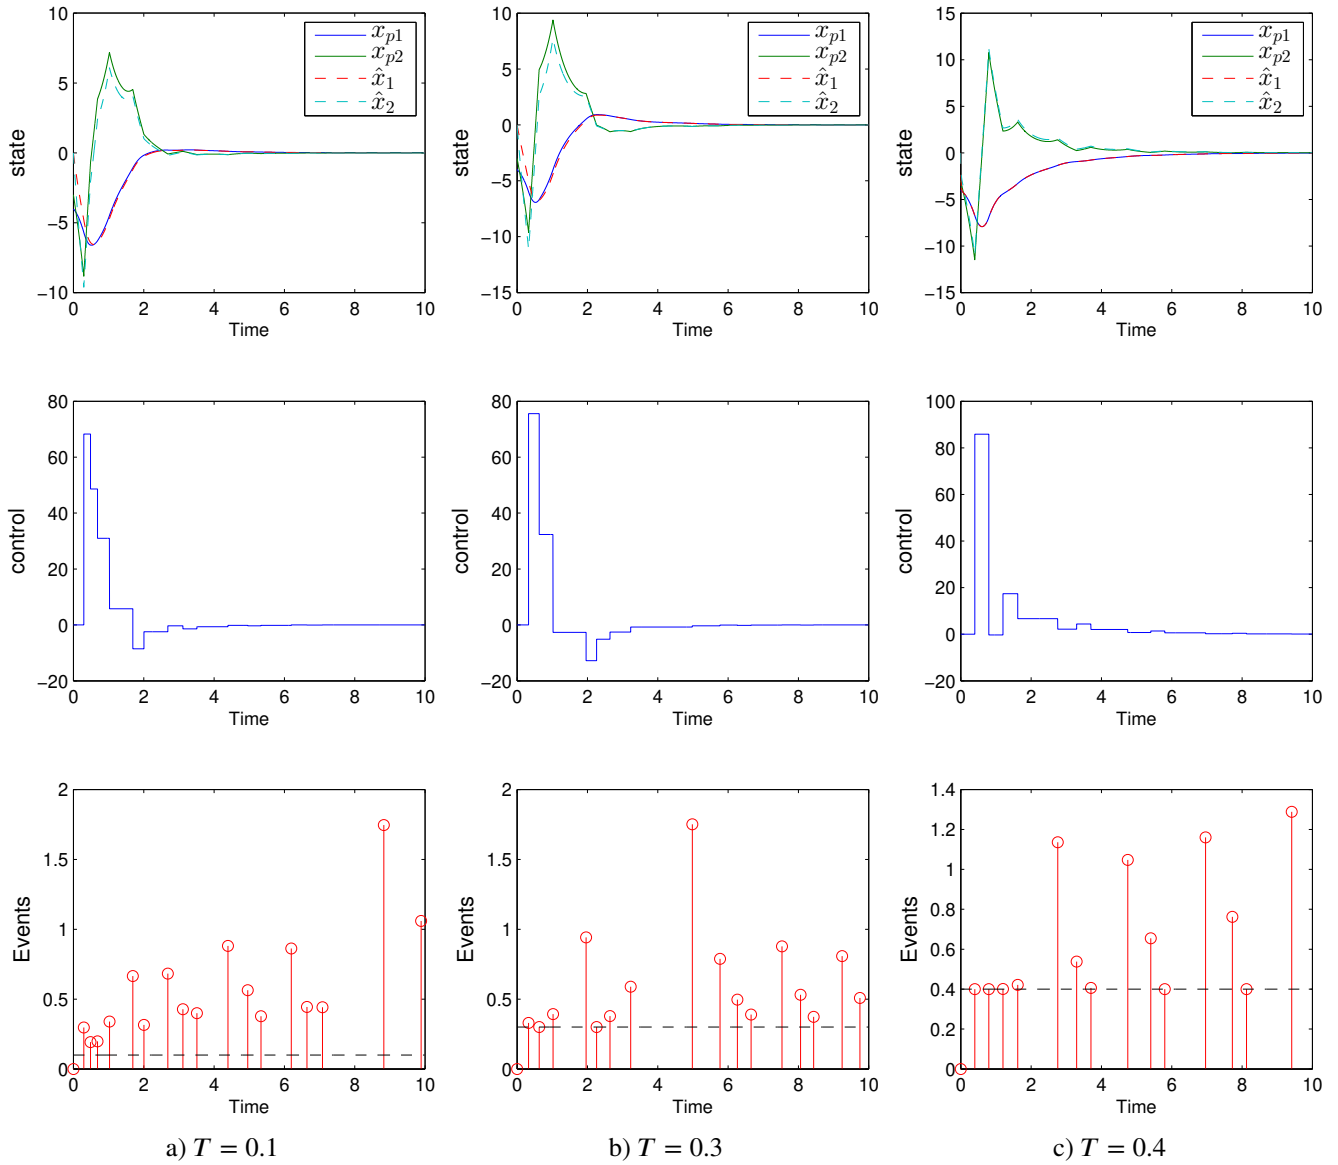 10
5
0
−5
−10
0 2 4 6 8 10
Time
state
x_{p1}
x_{p2}
x̂_1
x̂_2
10
5
0
−5
−10
−15
0 2 4 6 8 10
Time
state
x_{p1}
x_{p2}
x̂_1
x̂_2
15
10
5
0
−5
−10
−15
0 2 4 6 8 10
Time
state
x_{p1}
x_{p2}
x̂_1
x̂_2
80
60
40
20
0
−20
0 2 4 6 8 10
Time
control
80
60
40
20
0
−20
0 2 4 6 8 10
Time
control
100
80
60
40
20
0
−20
0 2 4 6 8 10
Time
control
2
1.5
1
0.5
0
0 2 4 6 8 10
Time
Events
2
1.5
1
0.5
0
0 2 4 6 8 10
Time
Events
1.4
1.2
1
0.8
0.6
0.4
0.2
0
0 2 4 6 8 10
Time
Events
a) T = 0.1
b) T = 0.3
c) T = 0.4